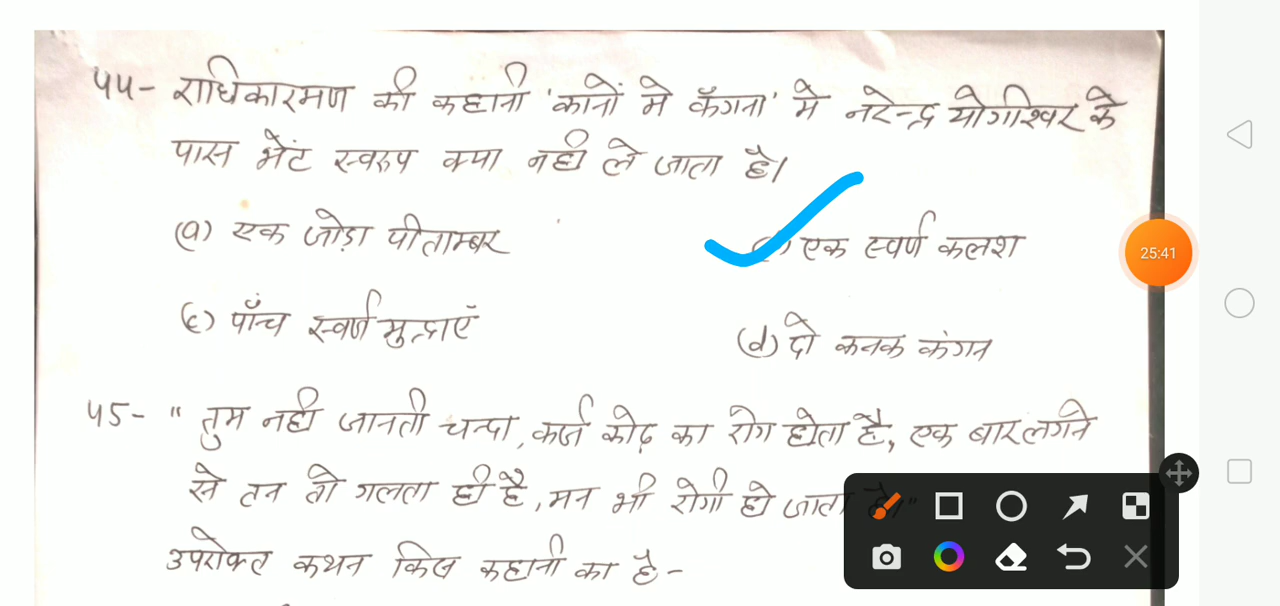 44- राधिकारमण की कहानी 'कानों मे कँगना' मे नरेन्द्र योगीश्वर के
पास भेंट स्वरुप क्या नही ले जाता है।
(a) एक जोड़ा पीताम्बर
एक स्वर्ण कलश
25:41
(c) पाँच स्वर्ण मुद्राएँ
(d) दो कनक कंगन
45- " तुम नही जानती चन्दा, कर्ज कोढ़ का रोग होता है, एक बार लगने
से तन तो गलता ही है, मन भी रोगी हो जाता है।"
उपरोक्त कथन किस कहानी का है -